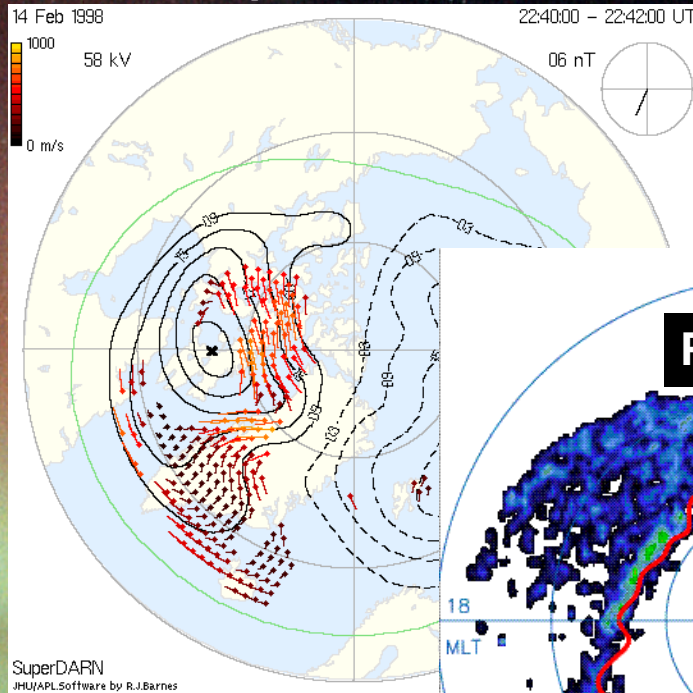 14 Feb 1998
22:40:00 - 22:42:00 UT
1000
58 kV
06 nT
0 m/s
18
MLT
SuperDARN
JHU/APL Software by R.J.Barnes